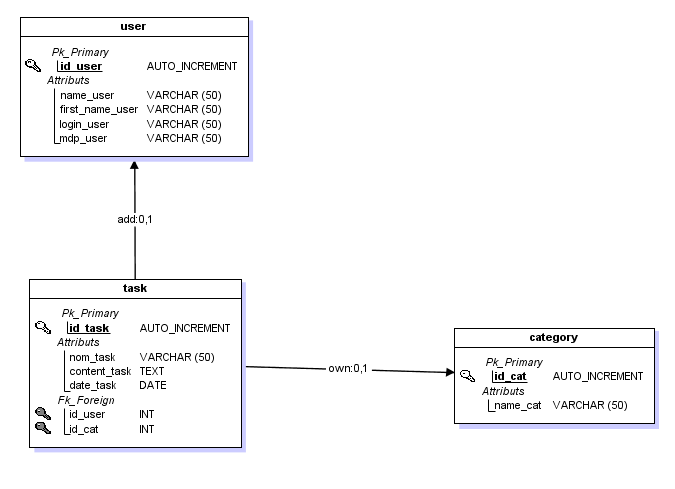 user
Pk_Primary
id_user AUTO_INCREMENT
Attributs
name_user VARCHAR (50)
first_name_user VARCHAR (50)
login_user VARCHAR (50)
mdp_user VARCHAR (50)
add:0,1
task
Pk_Primary
id_task AUTO_INCREMENT
Attributs
nom_task VARCHAR (50)
content_task TEXT
date_task DATE
Fk_Foreign
id_user INT
id_cat INT
own:0,1
category
Pk_Primary
id_cat AUTO_INCREMENT
Attributs
name_cat VARCHAR (50)